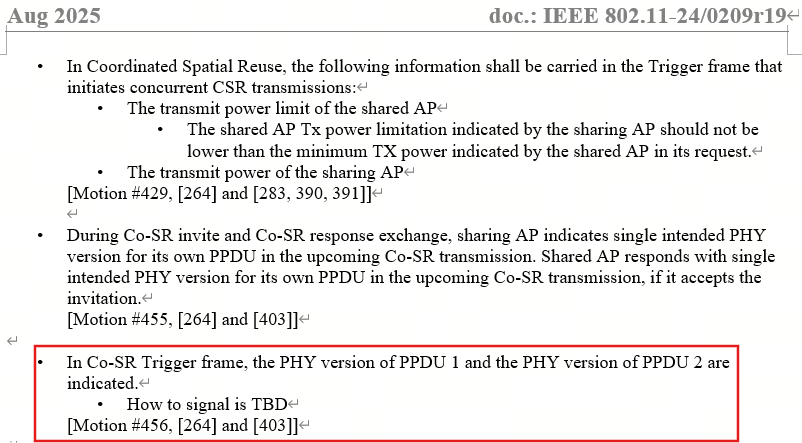 Aug 2025 doc.: IEEE 802.11-24/0209r19↵
• In Coordinated Spatial Reuse, the following information shall be carried in the Trigger frame that
initiates concurrent CSR transmissions:↵
• The transmit power limit of the shared AP↵
• The shared AP Tx power limitation indicated by the sharing AP should not be
lower than the minimum TX power indicated by the shared AP in its request.↵
• The transmit power of the sharing AP↵
[Motion #429, [264] and [283, 390, 391]]↵
↵
• During Co-SR invite and Co-SR response exchange, sharing AP indicates single intended PHY
version for its own PPDU in the upcoming Co-SR transmission. Shared AP responds with single
intended PHY version for its own PPDU in the upcoming Co-SR transmission, if it accepts the
invitation.↵
[Motion #455, [264] and [403]]↵
↵
• In Co-SR Trigger frame, the PHY version of PPDU 1 and the PHY version of PPDU 2 are
indicated.↵
• How to signal is TBD↵
[Motion #456, [264] and [403]]↵
↵